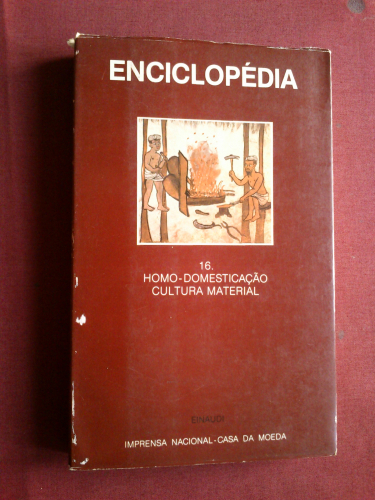 ENCICLOPÉDIA
16.
HOMO-DOMESTICAÇÃO
CULTURA MATERIAL
EINAUDI
IMPRENSA NACIONAL-CASA DA MOEDA